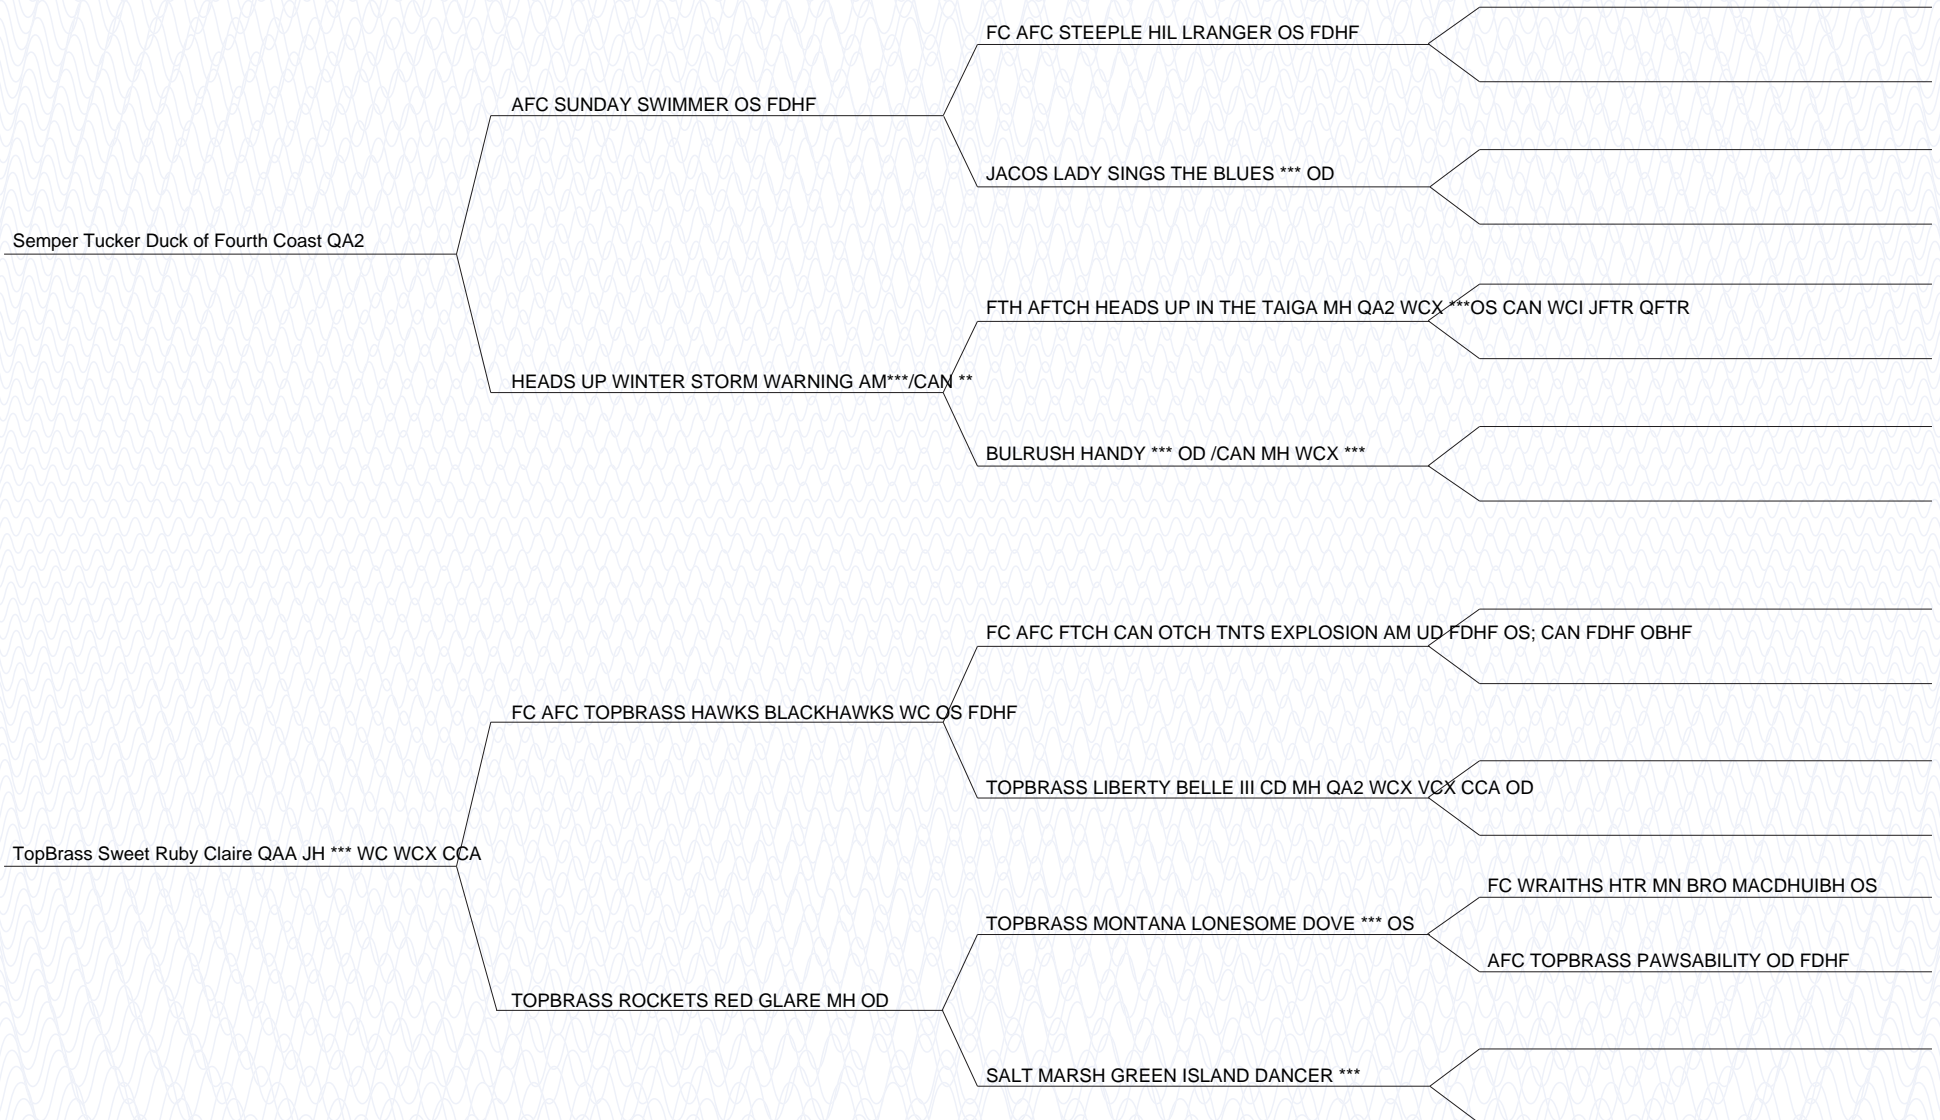 FC AFC STEEPLE HIL LRANGER OS FDHF
AFC SUNDAY SWIMMER OS FDHF
JACOS LADY SINGS THE BLUES *** OD
Semper Tucker Duck of Fourth Coast QA2
FTH AFTCH HEADS UP IN THE TAIGA MH QA2 WCX ***OS CAN WCI JFTR QFTR
HEADS UP WINTER STORM WARNING AM***/CAN **
BULRUSH HANDY *** OD /CAN MH WCX ***
FC AFC FTCH CAN OTCH TNTS EXPLOSION AM UD FDHF OS; CAN FDHF OBHF
FC AFC TOPBRASS HAWKS BLACKHAWKS WC OS FDHF
TOPBRASS LIBERTY BELLE III CD MH QA2 WCX VCX CCA OD
TopBrass Sweet Ruby Claire QAA JH *** WC WCX CCA
FC WRAITHS HTR MN BRO MACDHUIBH OS
TOPBRASS MONTANA LONESOME DOVE *** OS
AFC TOPBRASS PAWSABILITY OD FDHF
TOPBRASS ROCKETS RED GLARE MH OD
SALT MARSH GREEN ISLAND DANCER ***